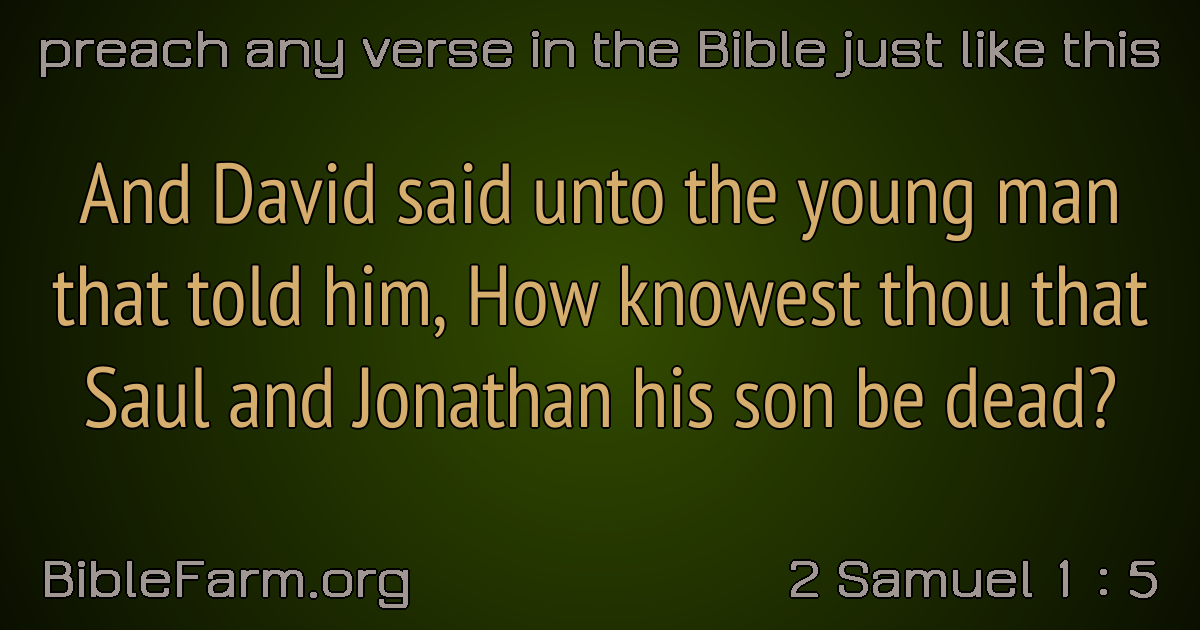 preach any verse in the Bible just like this
And David said unto the young man
that told him, How knowest thou that
Saul and Jonathan his son be dead?
BibleFarm.org
2 Samuel 1 : 5